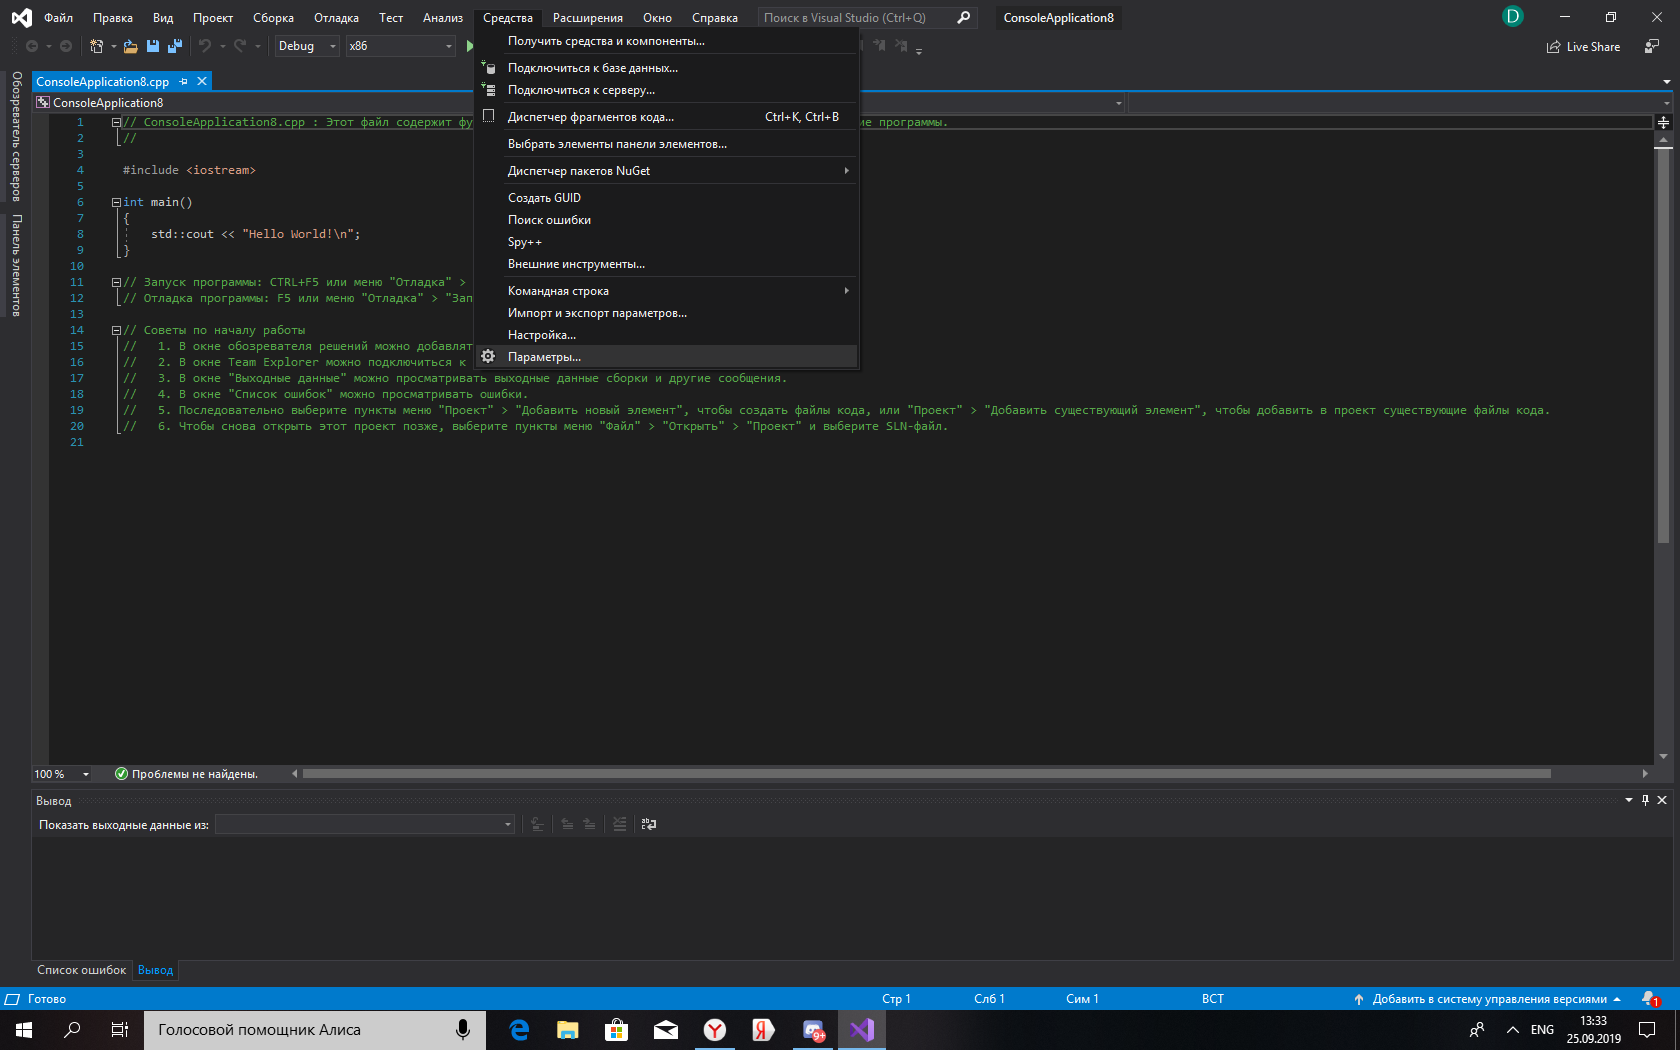 Файл Правка Вид Проект Сборка Отладка Тест Анализ Средства Расширения Окно Справка Поиск в Visual Studio (Ctrl+Q) ConsoleApplication8 D
Debug x86 Live Share
Обозреватель серверов
Панель элементов
ConsoleApplication8.cpp
ConsoleApplication8
Получить средства и компоненты...
Подключиться к базе данных...
Подключиться к серверу...
Диспетчер фрагментов кода... Ctrl+K, Ctrl+B
Выбрать элементы панели элементов...
Диспетчер пакетов NuGet
Создать GUID
Поиск ошибки
Spy++
Внешние инструменты...
Командная строка
Импорт и экспорт параметров...
Настройка...
Параметры...
1 // ConsoleApplication8.cpp : Этот файл содержит фу ие программы.
2 //
3
4 #include <iostream>
5
6 int main()
7 {
8 std::cout << "Hello World!\n";
9 }
10
11 // Запуск программы: CTRL+F5 или меню "Отладка" >
12 // Отладка программы: F5 или меню "Отладка" > "Зап
13
14 // Советы по началу работы
15 // 1. В окне обозревателя решений можно добавлят
16 // 2. В окне Team Explorer можно подключиться к
17 // 3. В окне "Выходные данные" можно просматривать выходные данные сборки и другие сообщения.
18 // 4. В окне "Список ошибок" можно просматривать ошибки.
19 // 5. Последовательно выберите пункты меню "Проект" > "Добавить новый элемент", чтобы создать файлы кода, или "Проект" > "Добавить существующий элемент", чтобы добавить в проект существующие файлы кода.
20 // 6. Чтобы снова открыть этот проект позже, выберите пункты меню "Файл" > "Открыть" > "Проект" и выберите SLN-файл.
21
100 % Проблемы не найдены.
Вывод
Показать выходные данные из:
Список ошибок Вывод
Готово Стр 1 Слб 1 Сим 1 ВСТ Добавить в систему управления версиями 1
Голосовой помощник Алиса 9+ ENG 13:33
25.09.2019